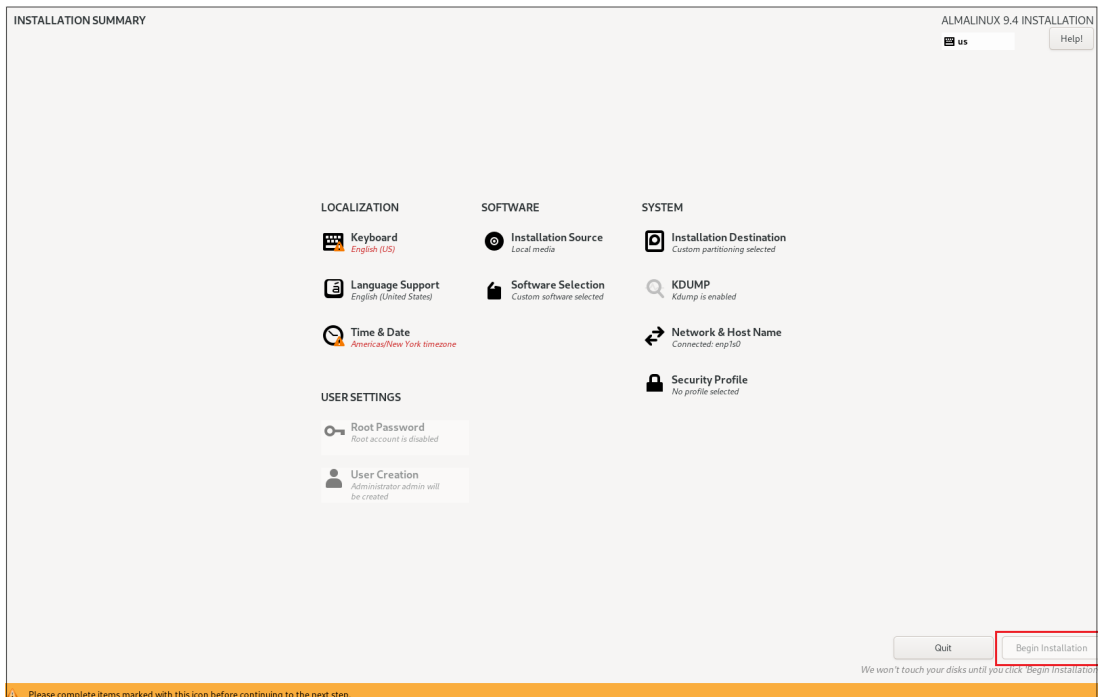 INSTALLATION SUMMARY
ALMALINUX 9.4 INSTALLATION
us
Help!
LOCALIZATION
Keyboard
English (US)
Language Support
English (United States)
Time & Date
Americas/New York timezone
USER SETTINGS
Root Password
Root account is disabled
User Creation
Administrator admin will
be created
SOFTWARE
Installation Source
Local media
Software Selection
Custom software selected
SYSTEM
Installation Destination
Custom partitioning selected
KDUMP
Kdump is enabled
Network & Host Name
Connected: enp1s0
Security Profile
No profile selected
Quit
Begin Installation
We won't touch your disks until you click 'Begin Installation
Please complete items marked with this icon before continuing to the next step.